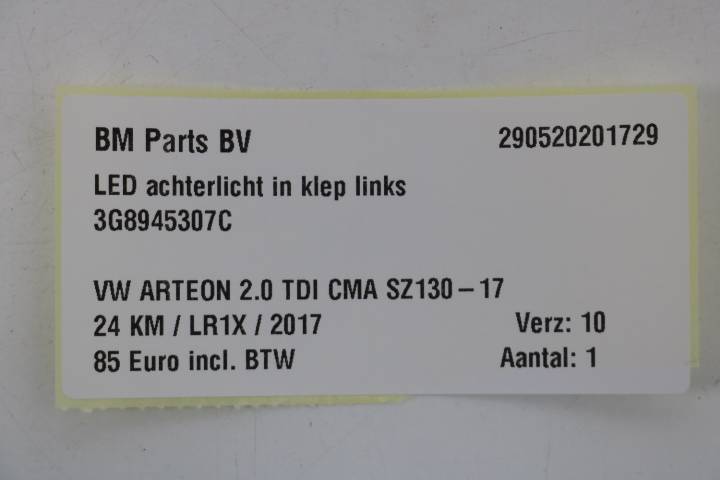 BM Parts BV 290520201729
LED achterlicht in klep links
3G8945307C
VW ARTEON 2.0 TDI CMA SZ130 – 17
24 KM / LR1X / 2017 Verz: 10
85 Euro incl. BTW Aantal: 1